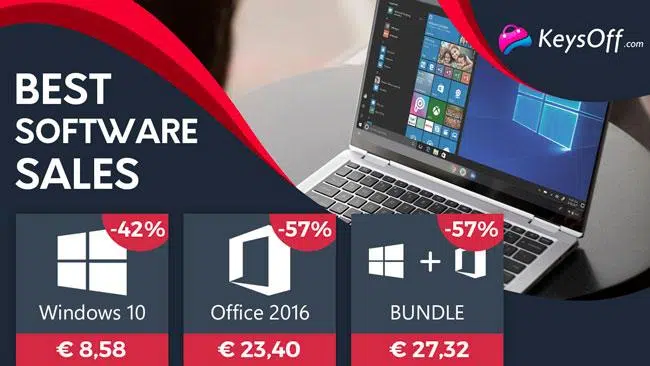 KeysOff.com
BEST
SOFTWARE
SALES
-42%
Windows 10
€ 8,58
-57%
Office 2016
€ 23,40
-57%
+
BUNDLE
€ 27,32